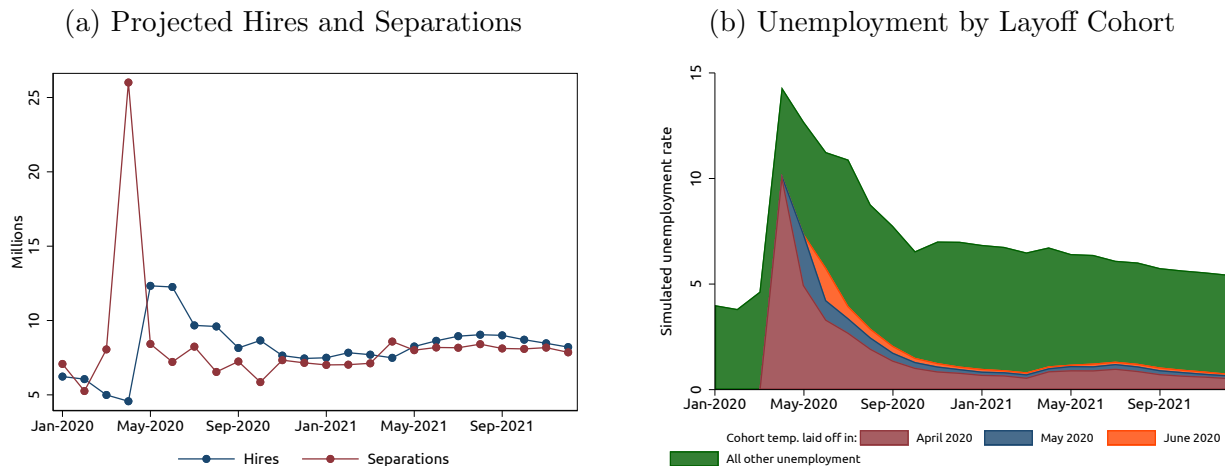 (a) Projected Hires and Separations
Millions
25
20
15
10
5
Jan-2020 May-2020 Sep-2020 Jan-2021 May-2021 Sep-2021
Hires Separations
(b) Unemployment by Layoff Cohort
Simulated unemployment rate
15
10
5
0
Jan-2020 May-2020 Sep-2020 Jan-2021 May-2021 Sep-2021
Cohort temp. laid off in: April 2020 May 2020 June 2020
All other unemployment